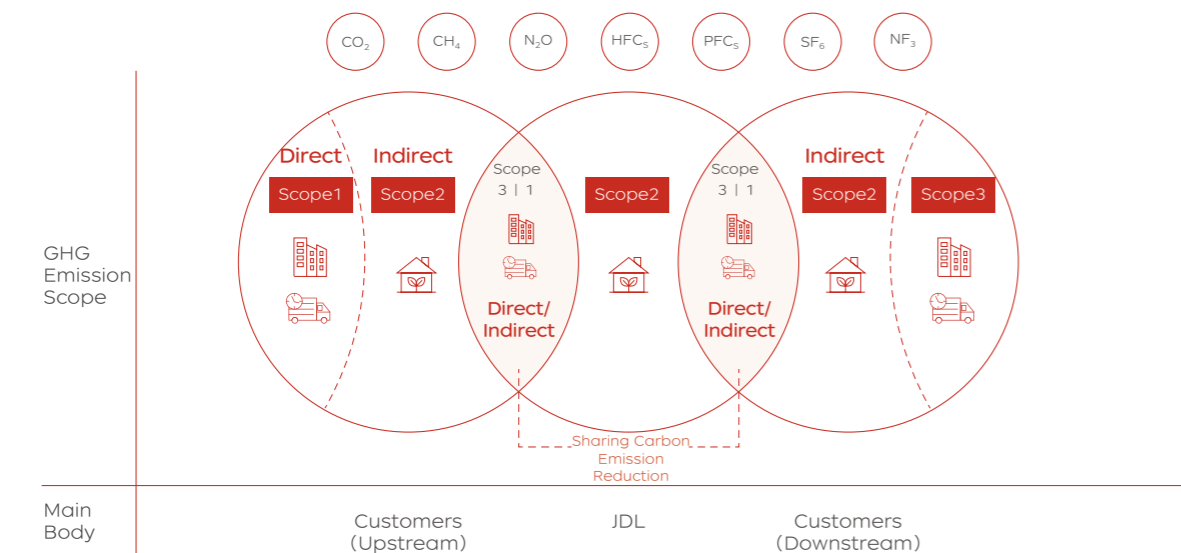 CO₂ CH₄ N₂O HFCₛ PFCₛ SF₆ NF₃
GHG
Emission
Scope
Direct
Scope1
Indirect
Scope2
Scope
3 | 1
Direct/
Indirect
Scope2
Scope
3 | 1
Direct/
Indirect
Indirect
Scope2
Scope3
Sharing Carbon
Emission
Reduction
Main
Body
Customers
(Upstream)
JDL
Customers
(Downstream)